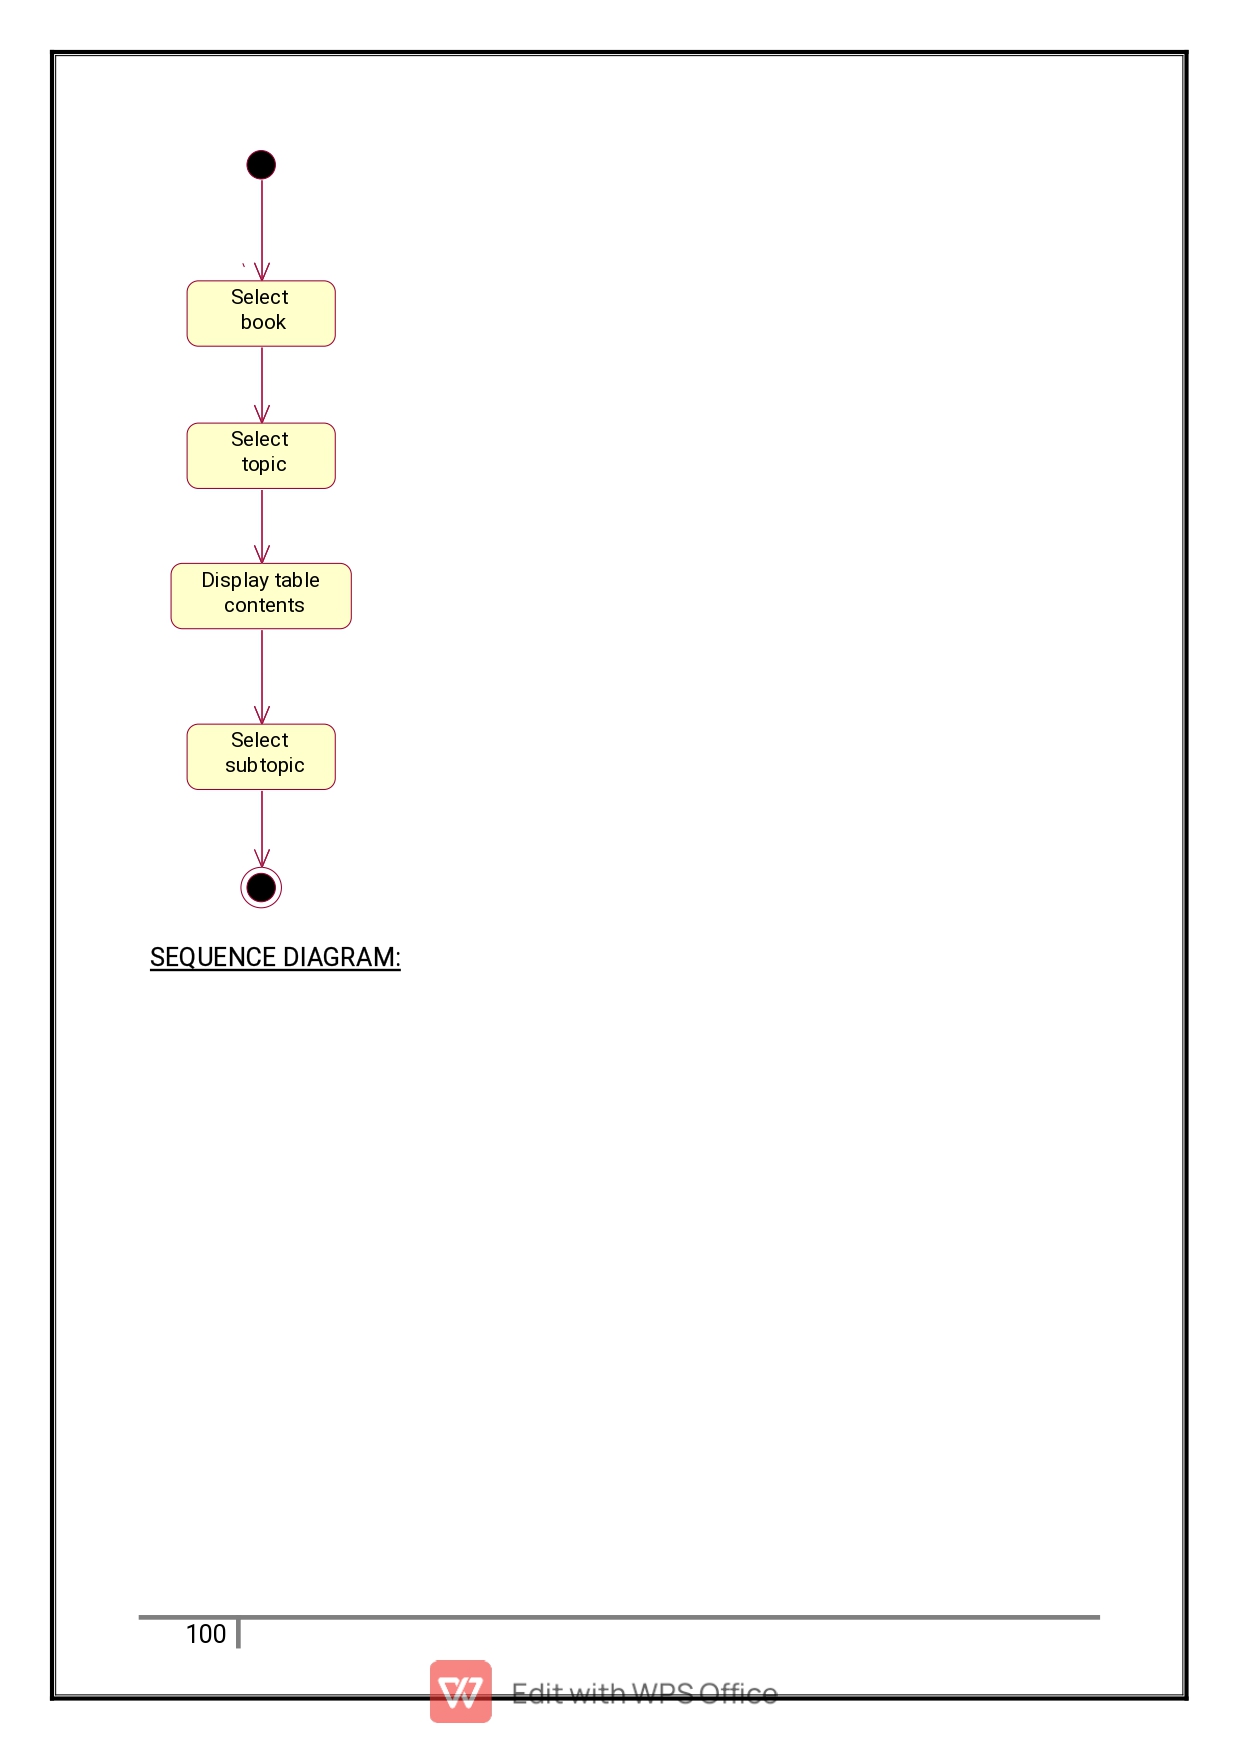 Select
book
Select
topic
Display table
contents
Select
subtopic
SEQUENCE DIAGRAM:
100
Edit with WPS Office